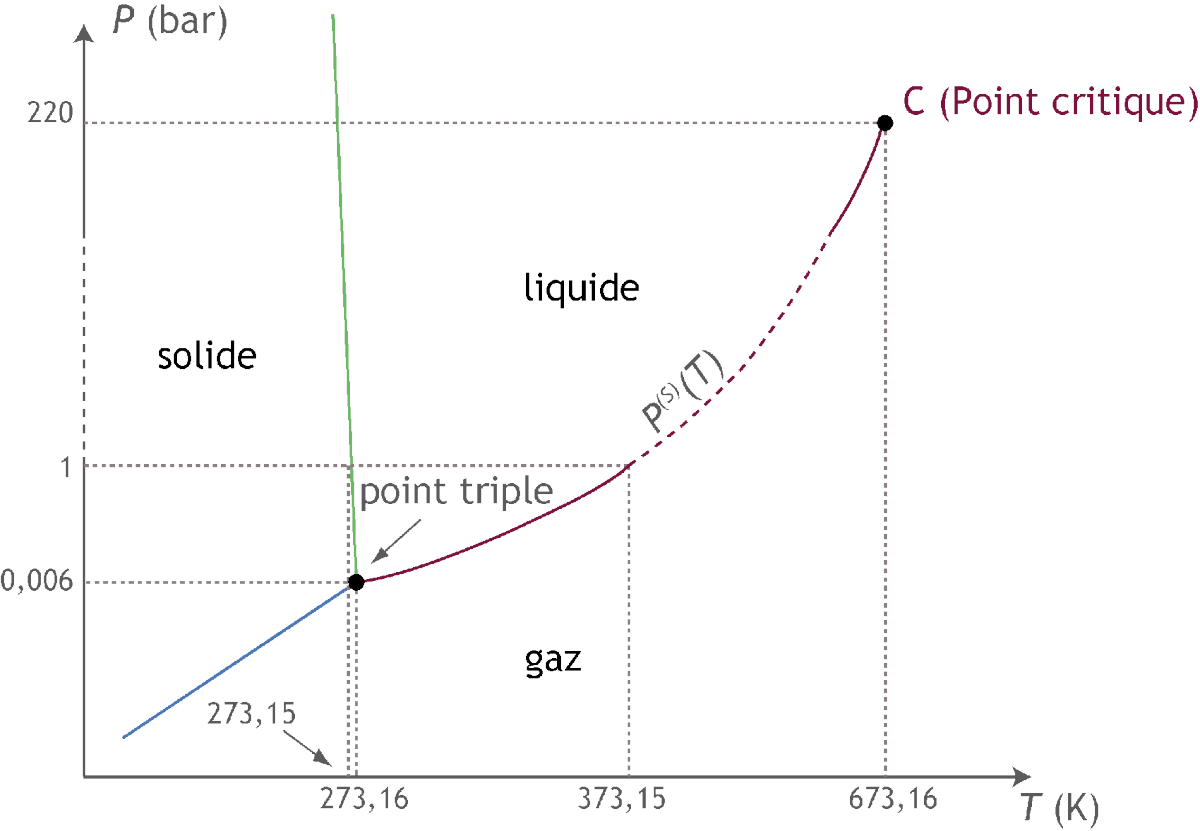 P (bar)
220
C (Point critique)
liquide
solide
P⁽ˢ⁾(T)
1
point triple
0,006
gaz
273,15
273,16
373,15
673,16
T (K)